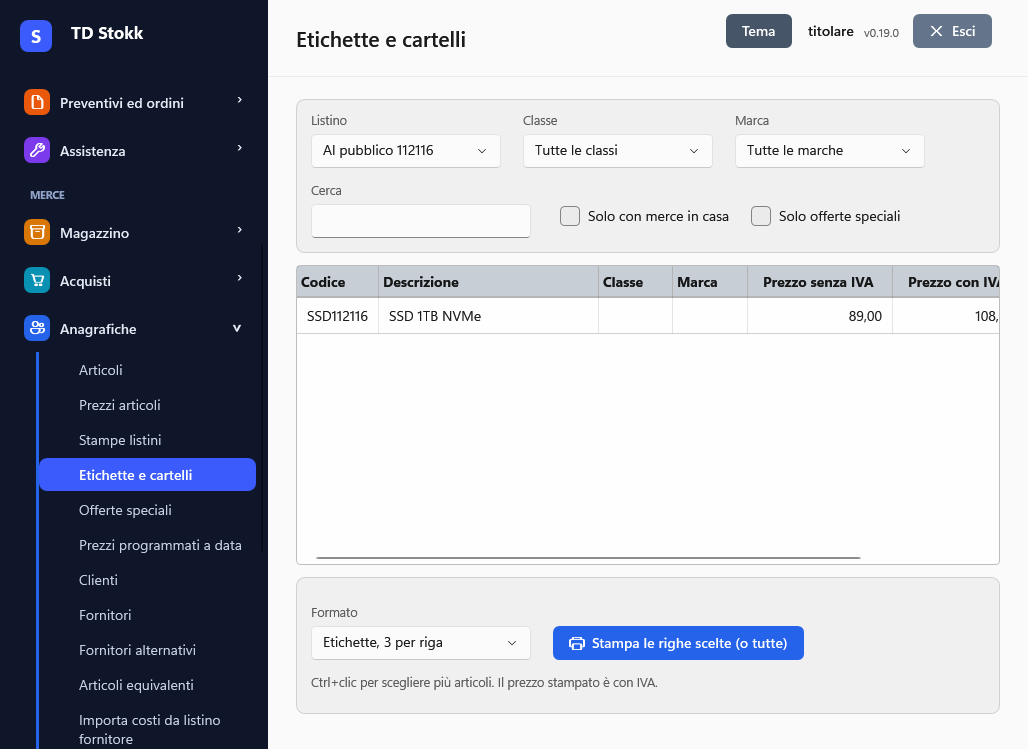 S
TD Stokk
Preventivi ed ordini
Assistenza
MERCE
Magazzino
Acquisti
Anagrafiche
Articoli
Prezzi articoli
Stampe listini
Etichette e cartelli
Offerte speciali
Prezzi programmati a data
Clienti
Fornitori
Fornitori alternativi
Articoli equivalenti
Importa costi da listino
fornitore
Etichette e cartelli
Tema
titolare v0.19.0
Esci
Listino Classe Marca
Al pubblico 112116 Tutte le classi Tutte le marche
Cerca
Solo con merce in casa Solo offerte speciali
Codice Descrizione Classe Marca Prezzo senza IVA Prezzo con IVA
SSD112116 SSD 1TB NVMe 89,00 108,
Formato
Etichette, 3 per riga Stampa le righe scelte (o tutte)
Ctrl+clic per scegliere più articoli. Il prezzo stampato è con IVA.